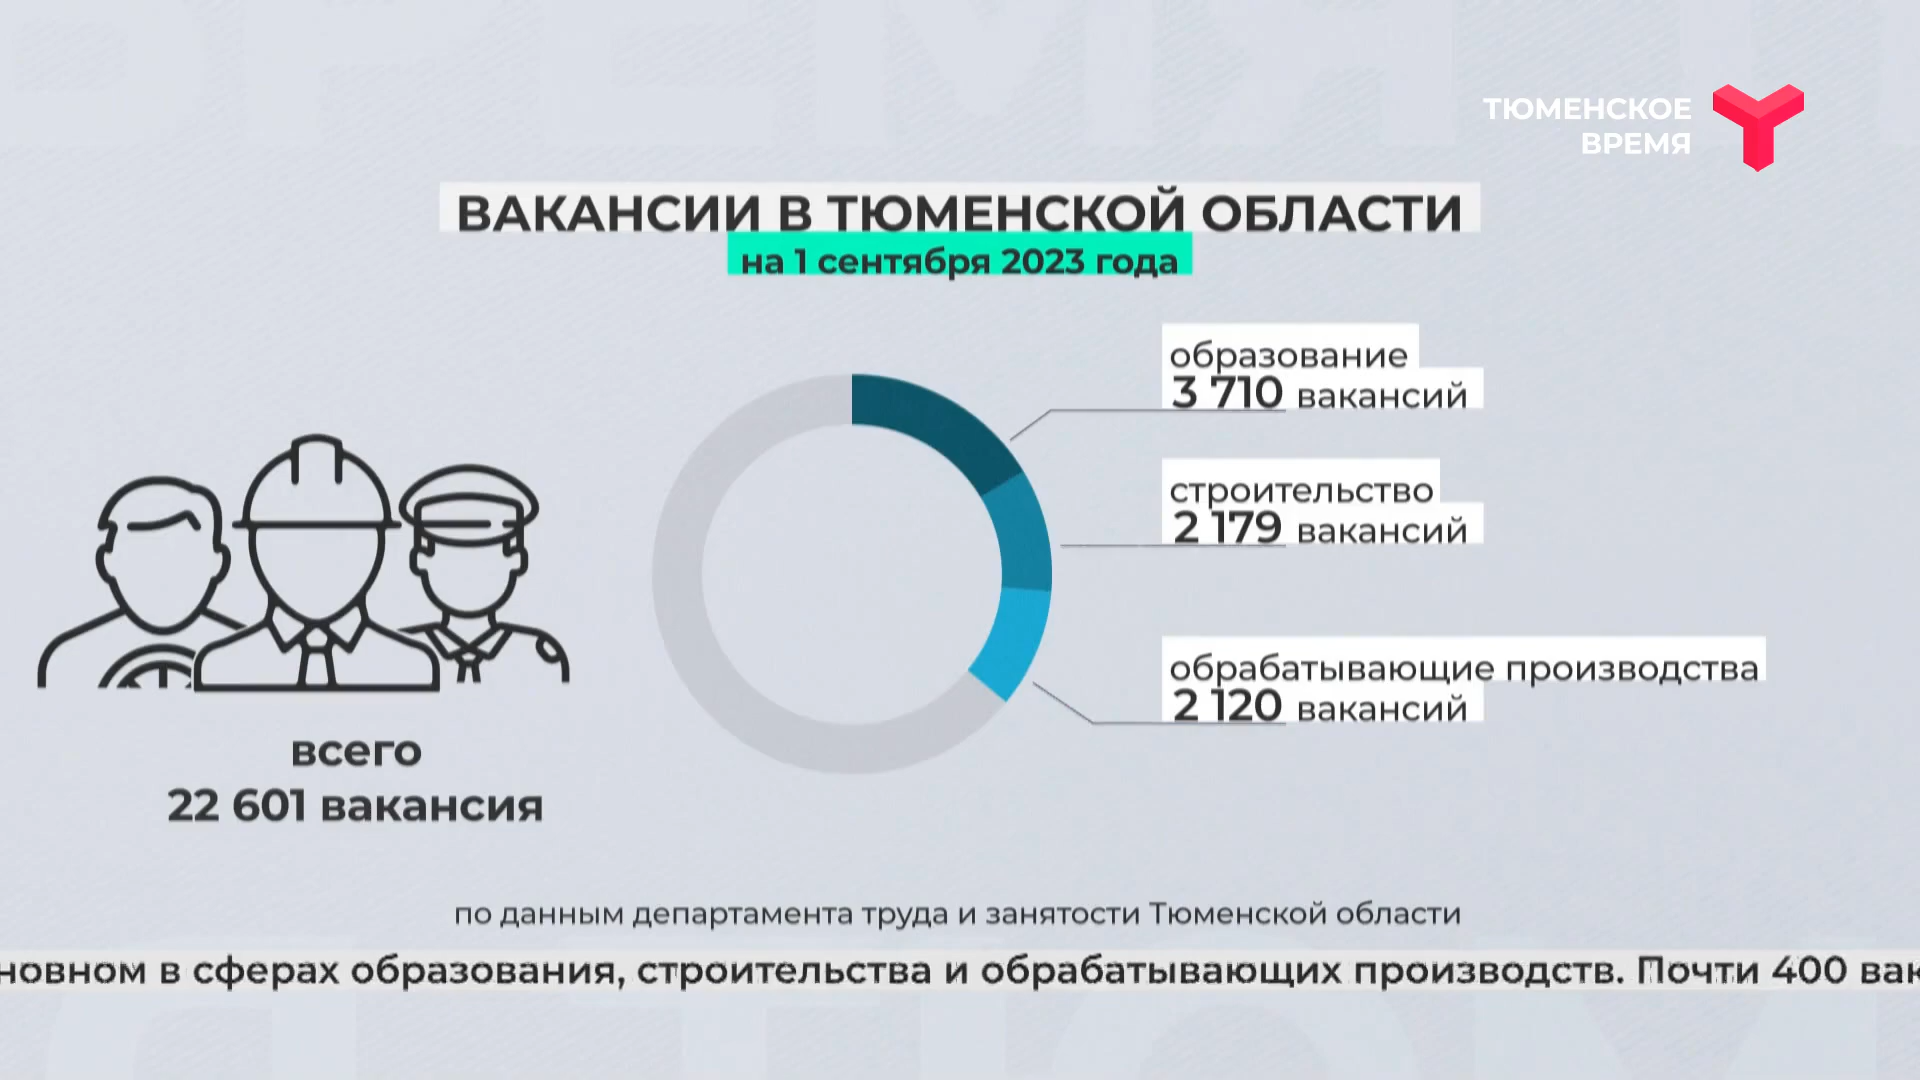 ТЮМЕНСКОЕ
ВРЕМЯ
ВАКАНСИИ В ТЮМЕНСКОЙ ОБЛАСТИ
на 1 сентября 2023 года
образование
3 710 вакансий
строительство
2 179 вакансий
обрабатывающие производства
2 120 вакансий
всего
22 601 вакансия
по данным департамента труда и занятости Тюменской области
в сферах образования, строительства и обрабатывающих производств. Почти 400